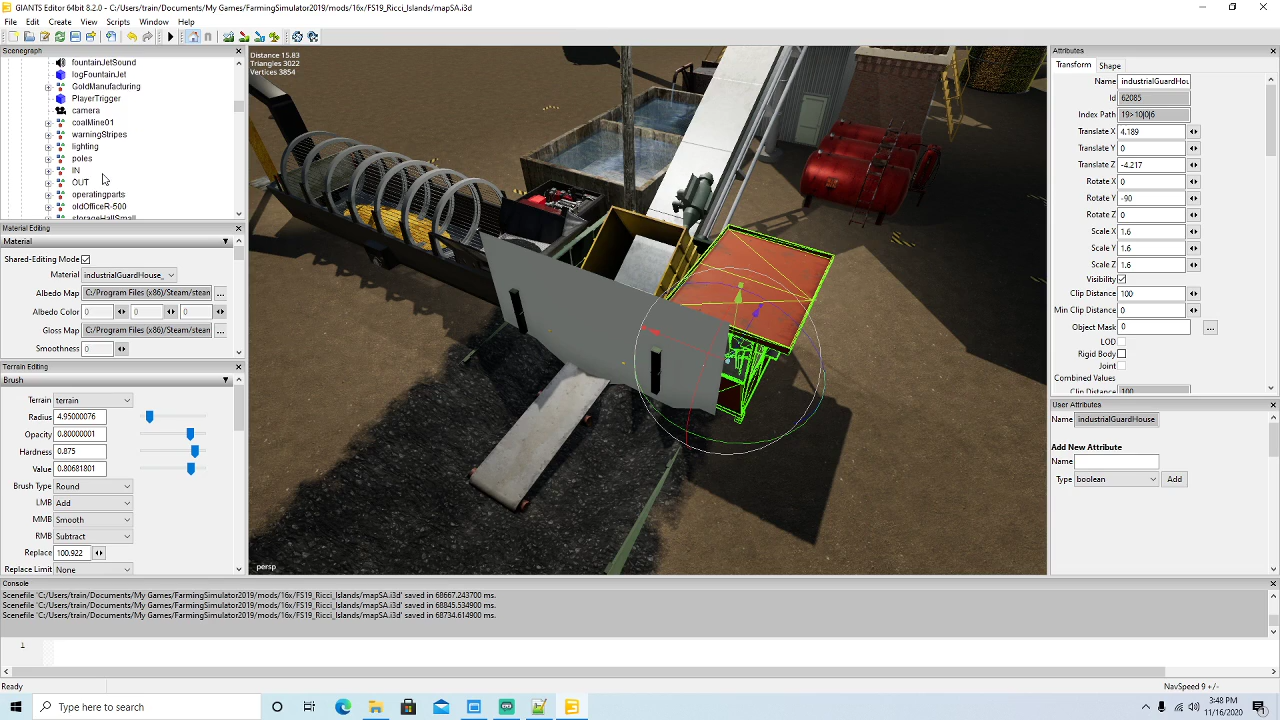 GIANTS Editor 64bit 8.2.0 - C:/Users/train/Documents/My Games/FarmingSimulator2019/mods/16x/FS19_Ricci_Islands/mapSA.i3d
File Edit Create View Scripts Window Help
Scenegraph
fountainJetSound
logFountainJet
GoldManufacturing
PlayerTrigger
camera
coalMine01
warningStripes
lighting
poles
IN
OUT
operatingparts
oldOfficeR-500
storageHallSmall
Material Editing
Material
Shared-Editing Mode
Material industrialGuardHouse_
Albedo Map C:/Program Files (x86)/Steam/stean ...
Albedo Color 0 0 0
Gloss Map C:/Program Files (x86)/Steam/stean ...
Smoothness 0
Terrain Editing
Brush
Terrain terrain
Radius 4.95000076
Opacity 0.80000001
Hardness 0.875
Value 0.80681801
Brush Type Round
LMB Add
MMB Smooth
RMB Subtract
Replace 100.922
Replace Limit None
Distance 15.83
Triangles 3022
Vertices 3854
persp
Attributes
Transform Shape
Name industrialGuardHou
Id 62085
Index Path 19>10|0|6
Translate X 4.189
Translate Y 0
Translate Z -4.217
Rotate X 0
Rotate Y -90
Rotate Z 0
Scale X 1.6
Scale Y 1.6
Scale Z 1.6
Visibility
Clip Distance 100
Min Clip Distance 0
Object Mask 0 ...
LOD
Rigid Body
Joint
Combined Values
Clip Distance 100
User Attributes
Name industrialGuardHouse
Add New Attribute
Name
Type boolean Add
Console
Scenefile 'C:/Users/train/Documents/My Games/FarmingSimulator2019/mods/16x/FS19_Ricci_Islands/mapSA.i3d' saved in 68667.243700 ms.
Scenefile 'C:/Users/train/Documents/My Games/FarmingSimulator2019/mods/16x/FS19_Ricci_Islands/mapSA.i3d' saved in 68845.534900 ms.
Scenefile 'C:/Users/train/Documents/My Games/FarmingSimulator2019/mods/16x/FS19_Ricci_Islands/mapSA.i3d' saved in 68734.614900 ms.
1
Ready
NavSpeed 9 +/-
Type here to search
3:48 PM
11/16/2020